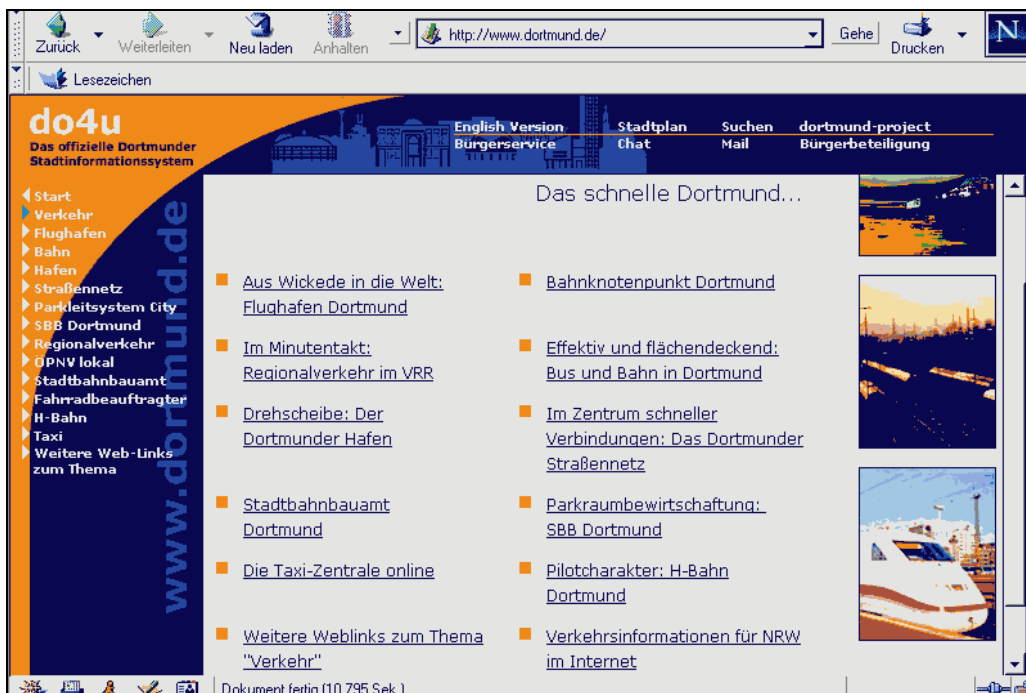 Zurück
Weiterleiten
Neu laden
Anhalten
http://www.dortmund.de/
Gehe
Drucken
N
Lesezeichen
do4u
Das offizielle Dortmunder
Stadtinformationssystem
English Version
Stadtplan
Suchen
dortmund-project
Bürgerservice
Chat
Mail
Bürgerbeteiligung
Start
Verkehr
Flughafen
Bahn
Hafen
Straßennetz
Parkleitsystem City
SBB Dortmund
Regionalverkehr
ÖPNV lokal
Stadtbahnbauamt
Fahrradbeauftragter
H-Bahn
Taxi
Weitere Web-Links
zum Thema
www.dortmund.de
Das schnelle Dortmund...
Aus Wickede in die Welt:
Flughafen Dortmund
Bahnknotenpunkt Dortmund
Im Minutentakt:
Regionalverkehr im VRR
Effektiv und flächendeckend:
Bus und Bahn in Dortmund
Drehscheibe: Der
Dortmunder Hafen
Im Zentrum schneller
Verbindungen: Das Dortmunder
Straßennetz
Stadtbahnbauamt
Dortmund
Parkraumbewirtschaftung:
SBB Dortmund
Die Taxi-Zentrale online
Pilotcharakter: H-Bahn
Dortmund
Weitere Weblinks zum Thema
"Verkehr"
Verkehrsinformationen für NRW
im Internet
Dokument fertig (10.795 Sek.)